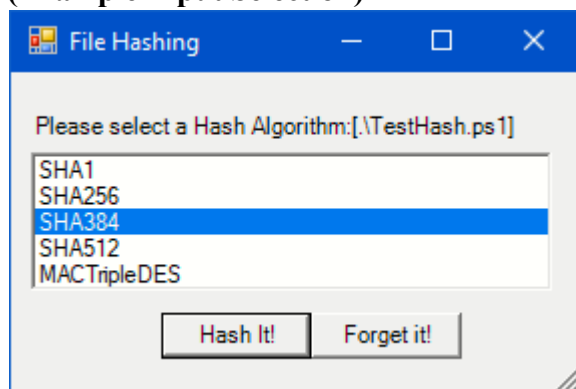 File Hashing
Please select a Hash Algorithm:[.\TestHash.ps1]
SHA1
SHA256
SHA384
SHA512
MACTripleDES
Hash It! Forget it!